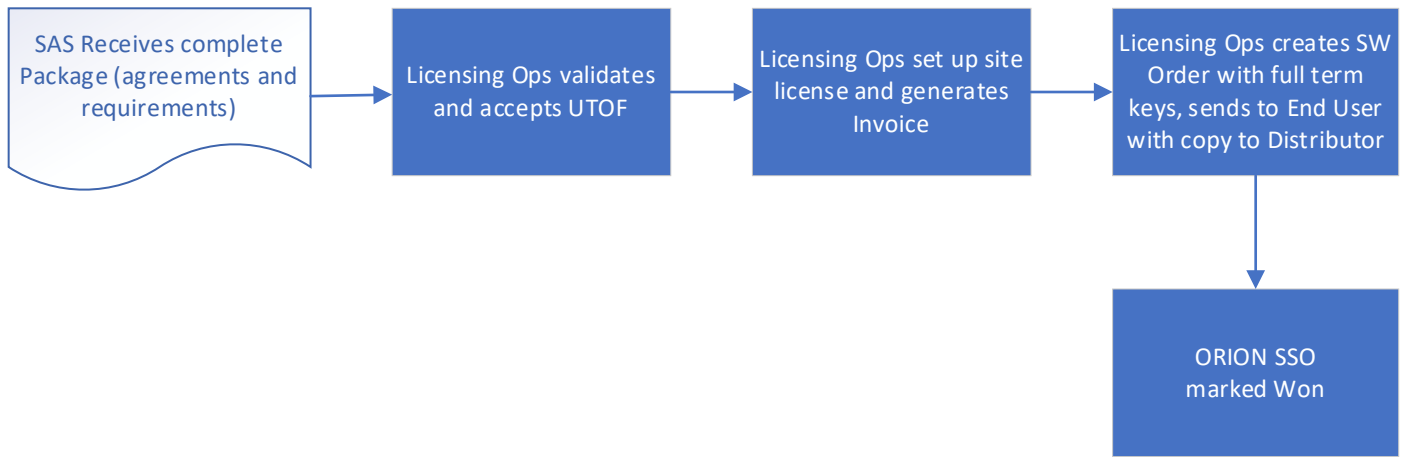 SAS Receives complete
Package (agreements and
requirements)
Licensing Ops validates
and accepts UTOF
Licensing Ops set up site
license and generates
Invoice
Licensing Ops creates SW
Order with full term
keys, sends to End User
with copy to Distributor
ORION SSO
marked Won